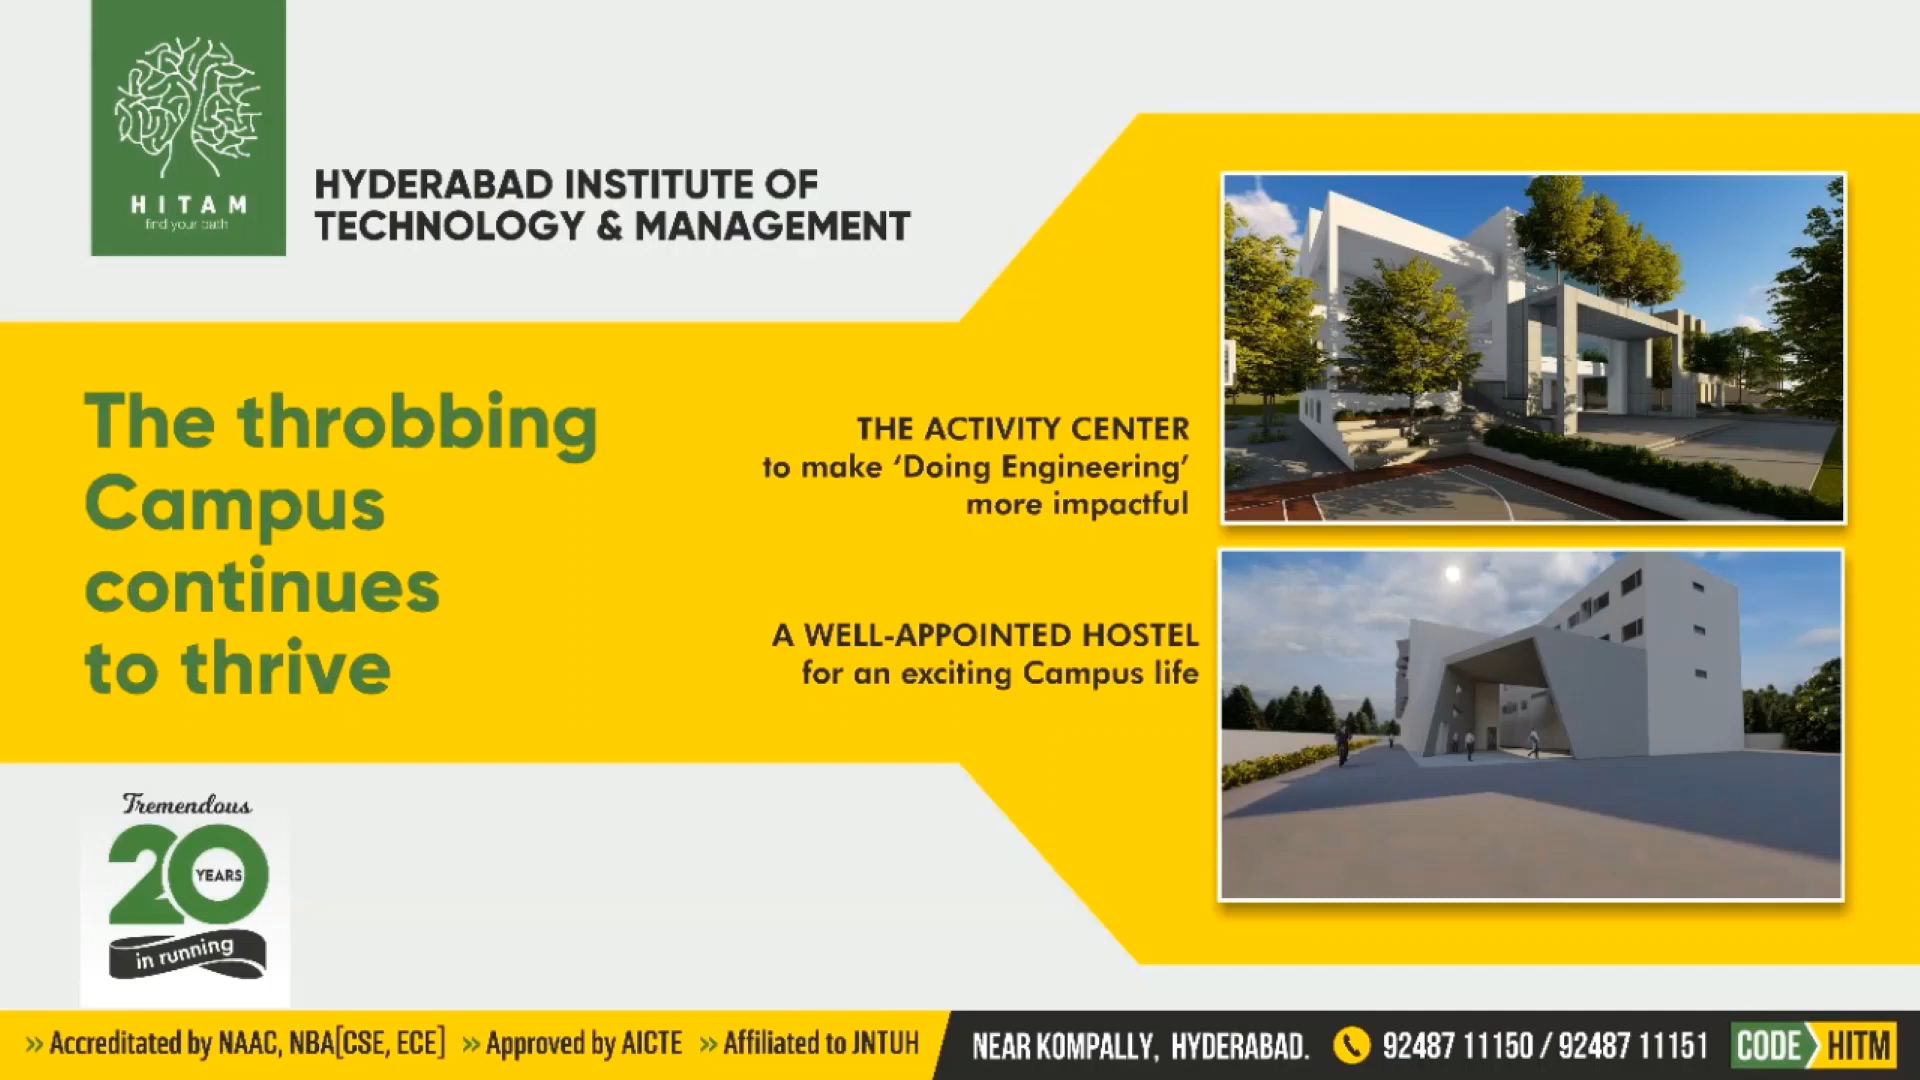 HITAM
find your path
HYDERABAD INSTITUTE OF
TECHNOLOGY & MANAGEMENT
The throbbing
Campus
continues
to thrive
THE ACTIVITY CENTER
to make ‘Doing Engineering’
more impactful
A WELL-APPOINTED HOSTEL
for an exciting Campus life
Tremendous
20
YEARS
in running
» Accreditated by NAAC, NBA[CSE, ECE] » Approved by AICTE » Affiliated to JNTUH
NEAR KOMPALLY, HYDERABAD. 92487 11150 / 92487 11151 CODE HITM